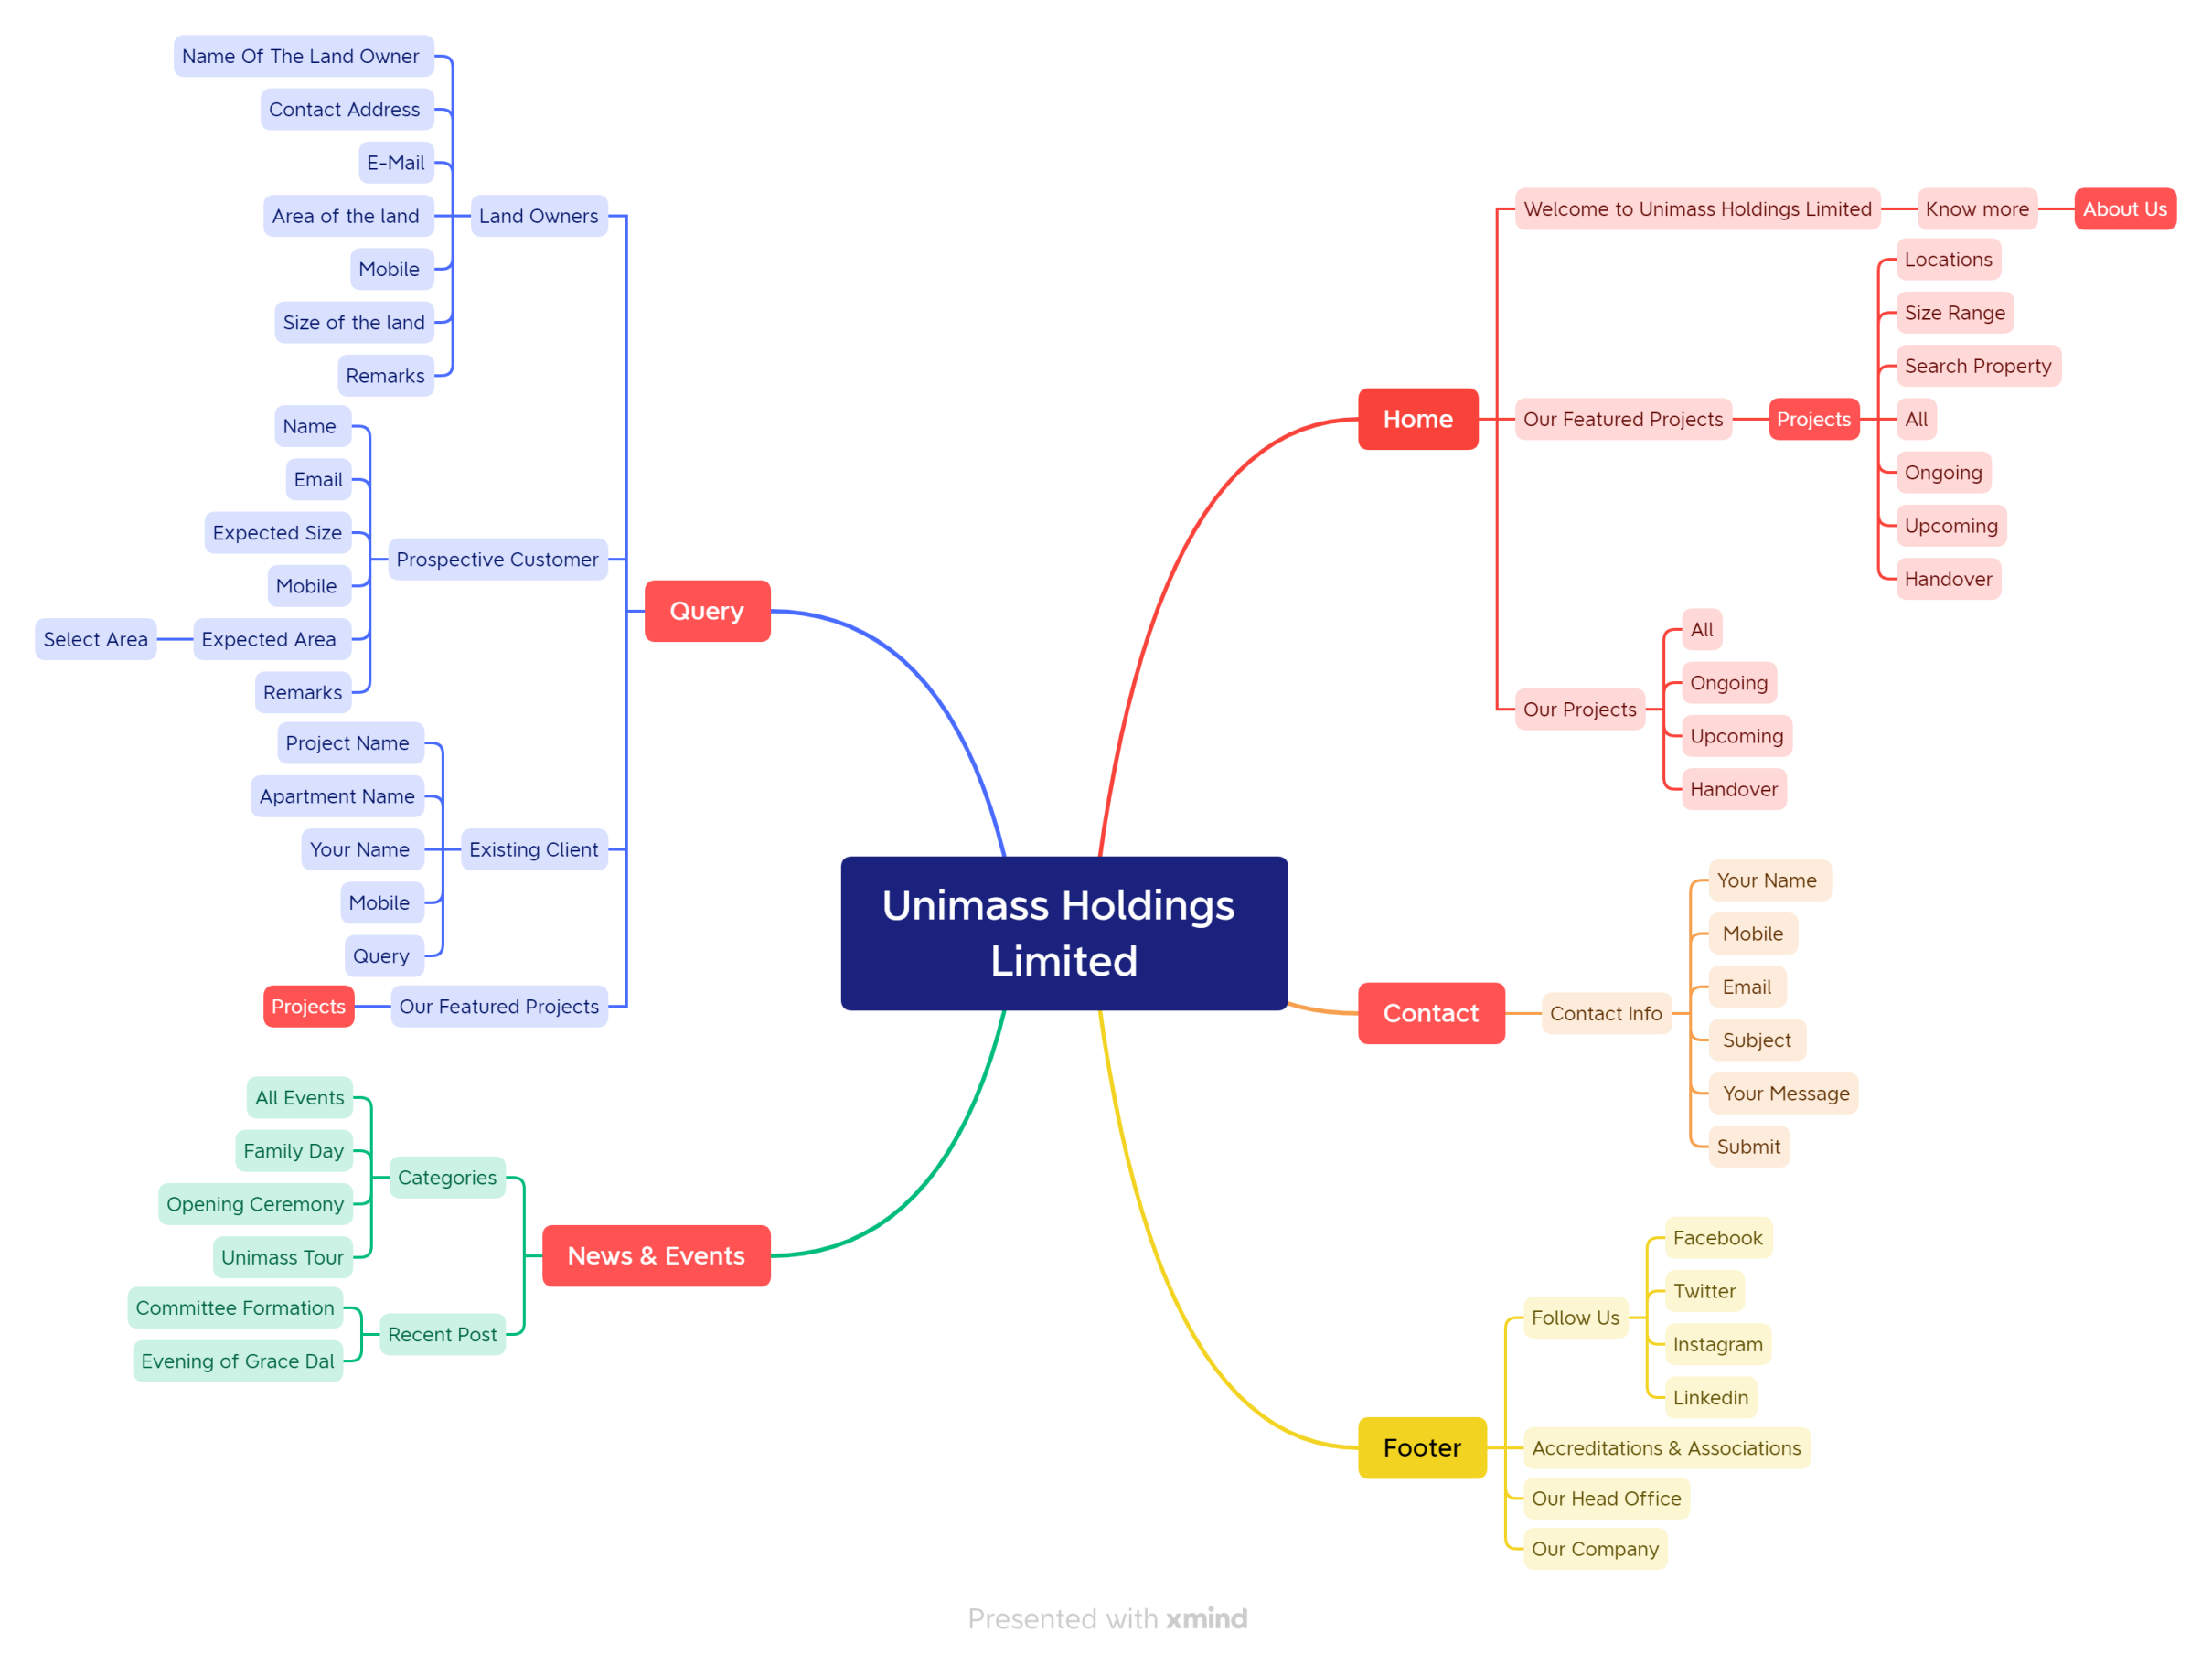 Name Of The Land Owner
Contact Address
E-Mail
Area of the land
Mobile
Size of the land
Remarks
Land Owners
Name
Email
Expected Size
Mobile
Select Area
Expected Area
Remarks
Prospective Customer
Project Name
Apartment Name
Your Name
Mobile
Query
Existing Client
Projects
Our Featured Projects
Query
All Events
Family Day
Opening Ceremony
Unimass Tour
Categories
Committee Formation
Evening of Grace Dal
Recent Post
News & Events
Unimass Holdings
Limited
Home
Welcome to Unimass Holdings Limited
Know more
About Us
Our Featured Projects
Projects
Locations
Size Range
Search Property
All
Ongoing
Upcoming
Handover
Our Projects
All
Ongoing
Upcoming
Handover
Contact
Contact Info
Your Name
Mobile
Email
Subject
Your Message
Submit
Footer
Follow Us
Facebook
Twitter
Instagram
Linkedin
Accreditations & Associations
Our Head Office
Our Company
Presented with xmind